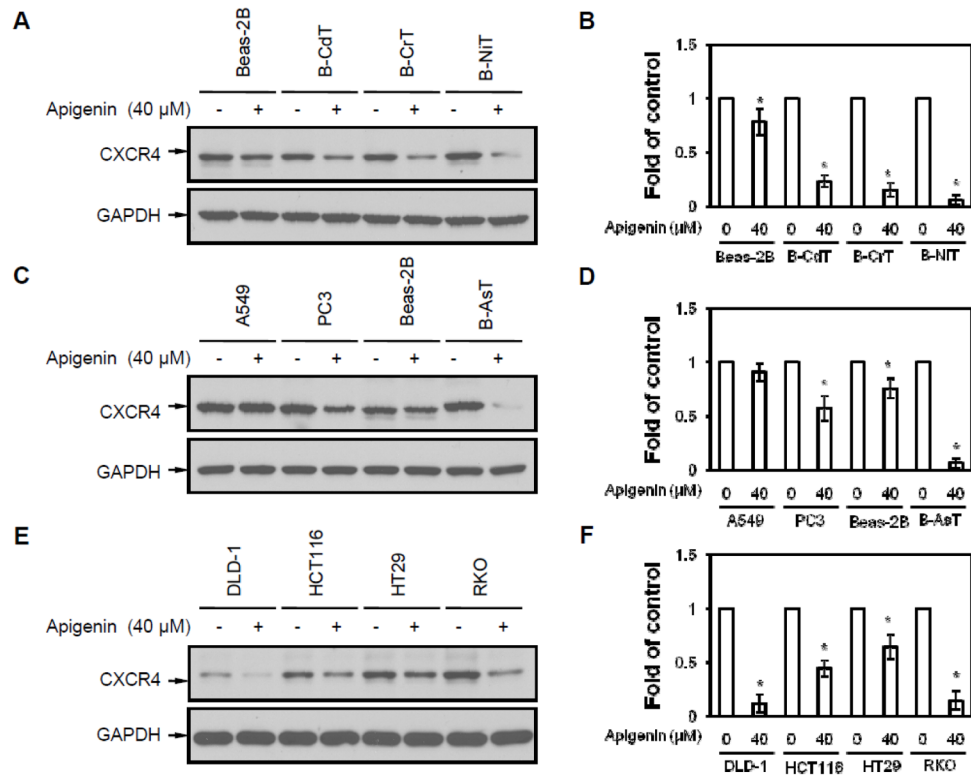 A
Beas-2B B-CdT B-CrT B-NiT
Apigenin (40 µM) - + - + - + - +
CXCR4
GAPDH
B
Fold of control
1.5
1
0.5
0
Apigenin (µM) 0 40 0 40 0 40 0 40
Beas-2B B-CdT B-CrT B-NiT
* * * *
C
A549 PC3 Beas-2B B-AsT
Apigenin (40 µM) - + - + - + - +
CXCR4
GAPDH
D
Fold of control
1.5
1
0.5
0
Apigenin (µM) 0 40 0 40 0 40 0 40
A549 PC3 Beas-2B B-AsT
* * *
E
DLD-1 HCT116 HT29 RKO
Apigenin (40 µM) - + - + - + - +
CXCR4
GAPDH
F
Fold of control
1.5
1
0.5
0
Apigenin (µM) 0 40 0 40 0 40 0 40
DLD-1 HCT116 HT29 RKO
* * * *